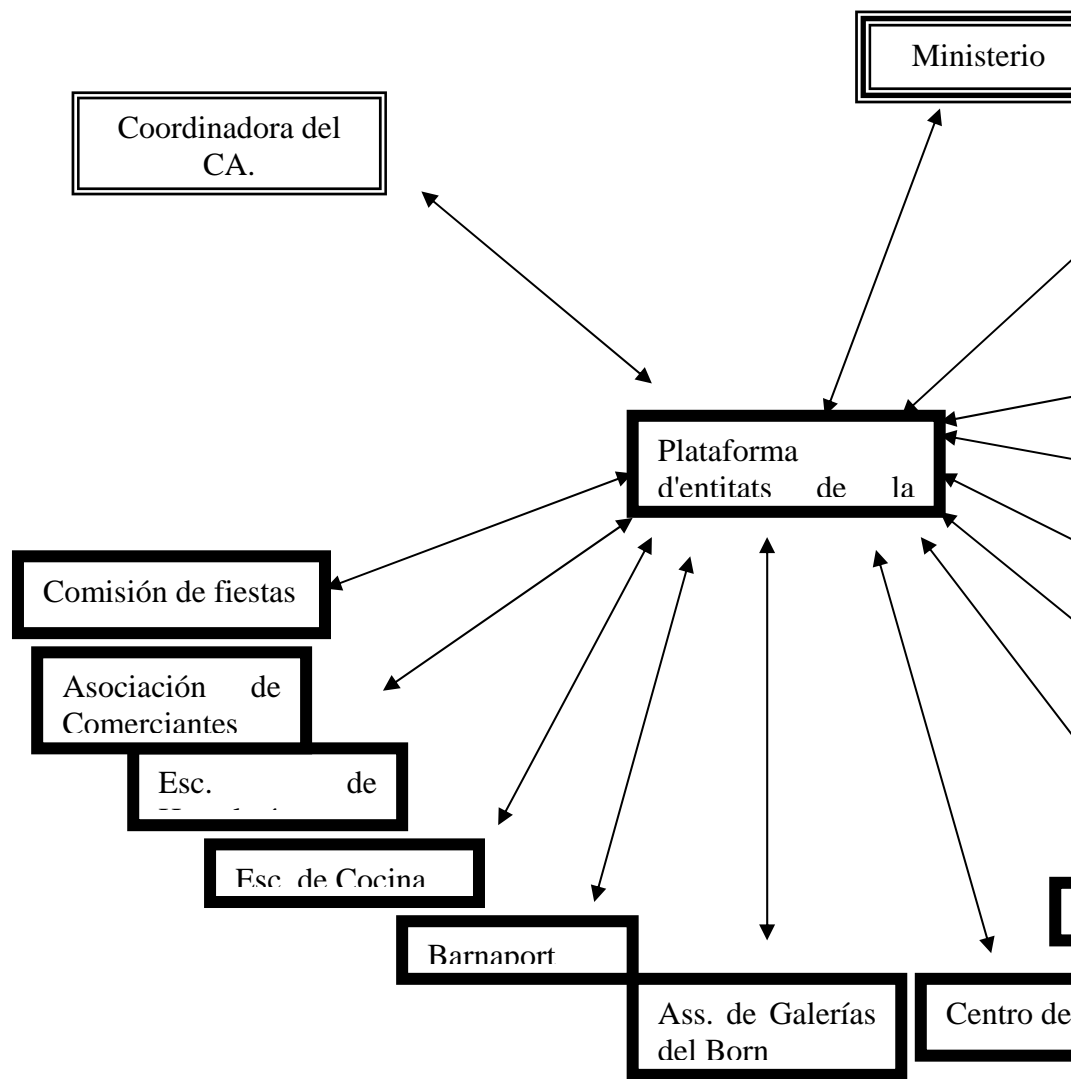 Ministerio
Coordinadora del
CA.
Plataforma
d'entitats de la
Comisión de fiestas
Asociación de
Comerciantes
Esc. de
Esc. de Cocina
Barnaport
Ass. de Galerías
del Born
Centro de